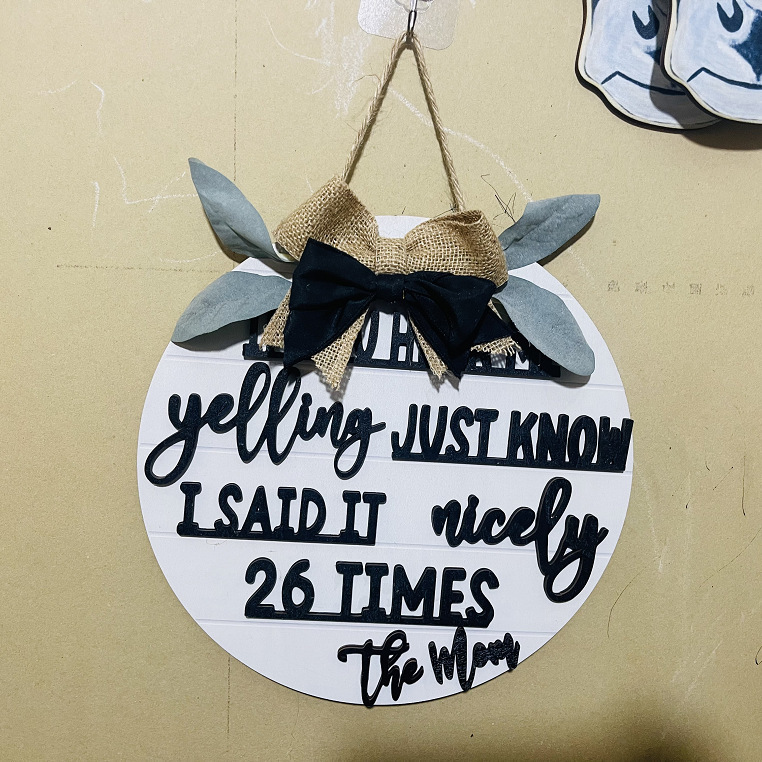 yelling JUST KNOW
I SAID IT nicely
26 TIMES
the Mom